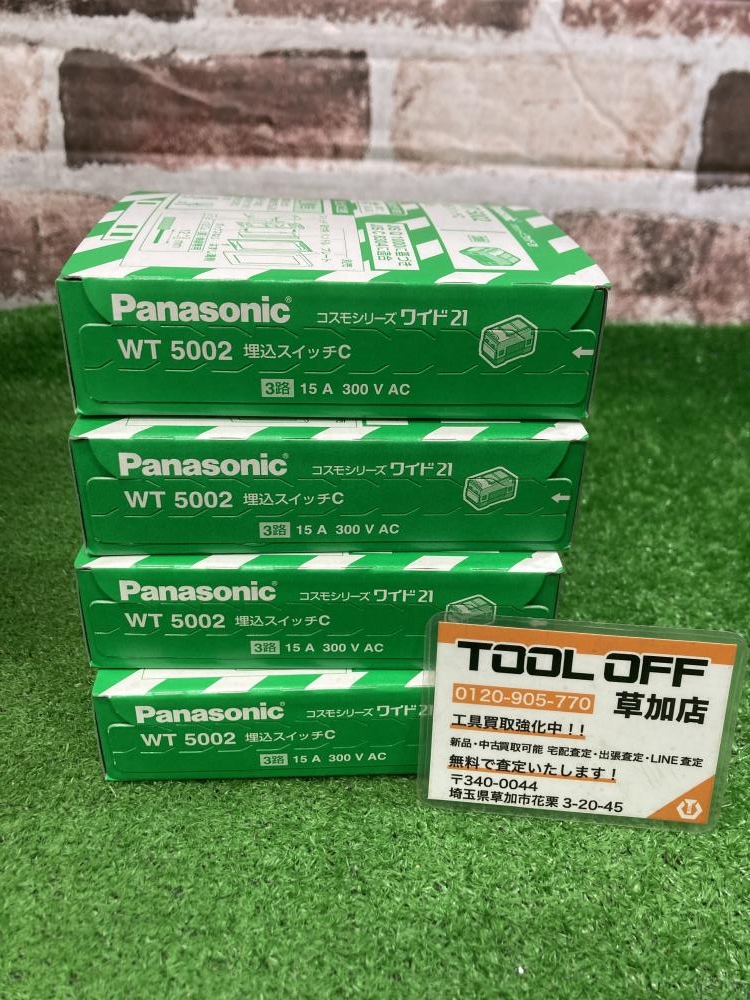 Panasonic® コスモシリーズ ワイド21
WT 5002 埋込スイッチC
3路 15 A 300 V AC
Panasonic® コスモシリーズ ワイド21
WT 5002 埋込スイッチC
3路 15 A 300 V AC
Panasonic® コスモシリーズ ワイド21
WT 5002 埋込スイッチC
3路 15 A 300 V AC
Panasonic® コスモシリーズ ワイド2
WT 5002 埋込スイッチC
3路 15 A 300 V AC
TOOL OFF
0120-905-770 草加店
工具買取強化中！！
新品・中古買取可能 宅配査定・出張査定・LINE査定
無料で査定いたします！
〒340-0044
埼玉県草加市花栗 3-20-45